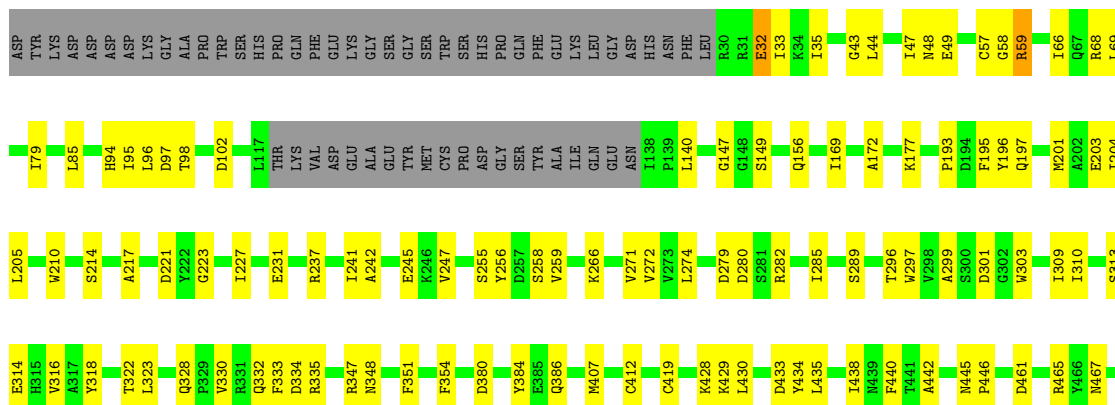 ASP TYR LYS ASP ASP ASP ASP LYS GLY ALA PRO TRP SER HIS PRO GLN PHE GLU LYS GLY SER GLY SER TRP SER HIS PRO GLN PHE GLU LYS LEU GLY ASP HIS ASN PHE LEU R30 R31 E32 I33 K34 I35 G43 L44 I47 N48 E49 C57 G58 R59 I66 Q67 R68
I79 L85 H94 I95 L96 D97 T98 D102 L117 THR LYS VAL ASP GLU ALA GLU TYR MET CYS PRO ASP GLY SER TYR ALA ILE GLN GLU ASN I138 P139 L140 G147 G148 S149 Q156 I169 A172 K177 P193 D194 F195 Y196 Q197 M201 A202 E203
L205 W210 S214 A217 D221 Y222 G223 I227 E231 R237 I241 A242 E245 K246 V247 S255 Y256 D257 S258 V259 K266 V271 V272 V273 L274 D279 D280 S281 R282 I285 S289 T296 W297 V298 A299 S300 D301 G302 W303 I309 I310 S313
E314 H315 V316 A317 Y318 T322 L323 Q328 P329 V330 R331 Q332 F333 D334 R335 R347 N348 F351 F354 D380 Y384 E385 Q386 M407 C412 C419 K428 K429 L430 D433 Y434 L435 I438 N439 F440 T441 A442 N445 P446 D461 R465 Y466 N467